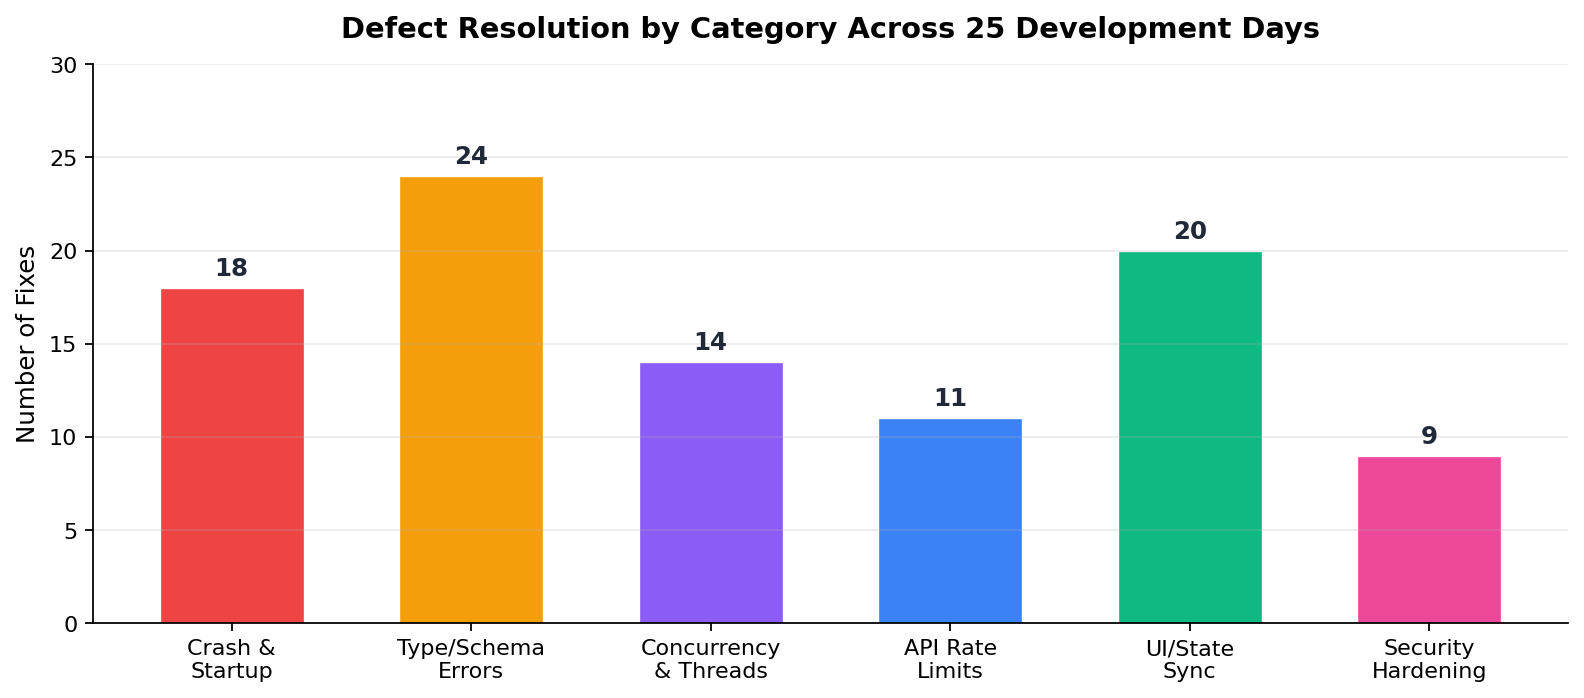 Defect Resolution by Category Across 25 Development Days
Number of Fixes
30
25
20
15
10
5
0
18
24
14
11
20
9
Crash &
Startup
Type/Schema
Errors
Concurrency
& Threads
API Rate
Limits
UI/State
Sync
Security
Hardening